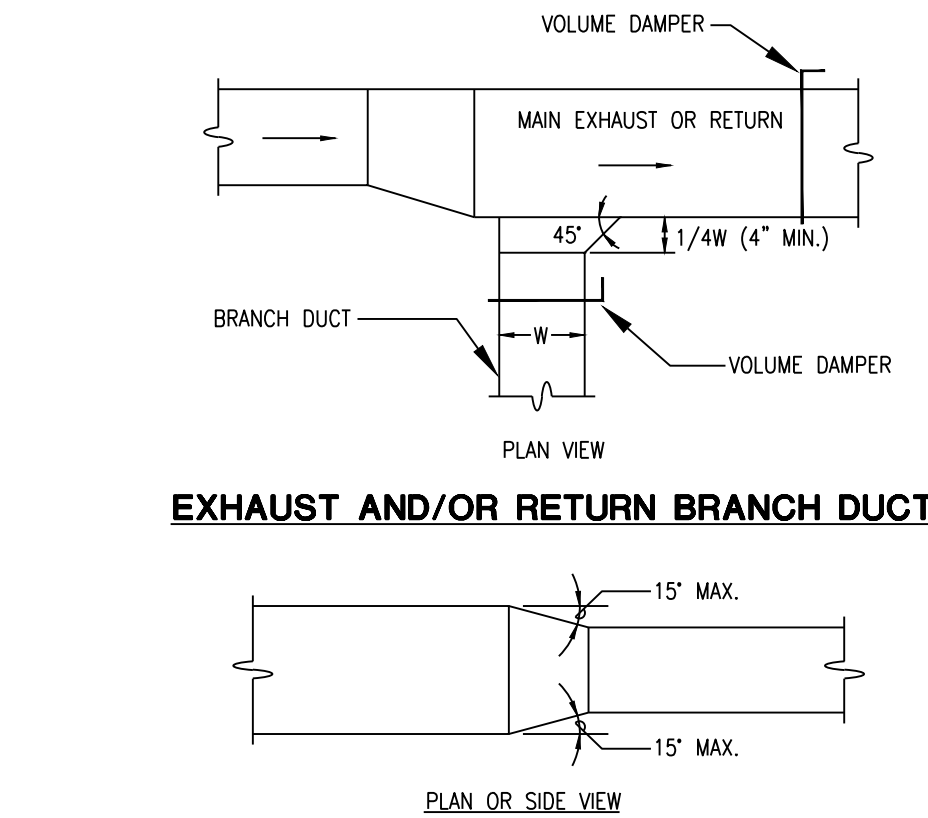 VOLUME DAMPER
MAIN EXHAUST OR RETURN
45°
1/4W (4" MIN.)
BRANCH DUCT
W
VOLUME DAMPER
PLAN VIEW
EXHAUST AND/OR RETURN BRANCH DUCT
15° MAX.
15° MAX.
PLAN OR SIDE VIEW